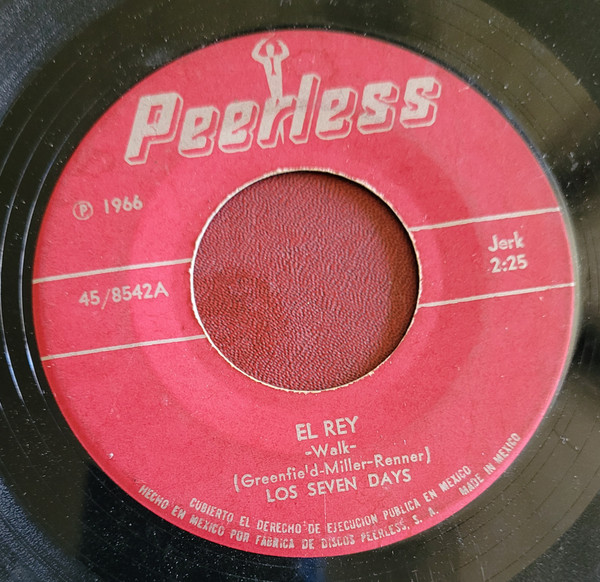 Peerless
℗ 1966
45/8542A
Jerk
2:25
EL REY
-Walk-
(Greenfield-Miller-Renner)
LOS SEVEN DAYS
CUBIERTO EL DERECHO DE EJECUCION PUBLICA EN MEXICO
HECHO EN MEXICO POR FABRICA DE DISCOS PEERLESS, S. A. MADE IN MEXICO